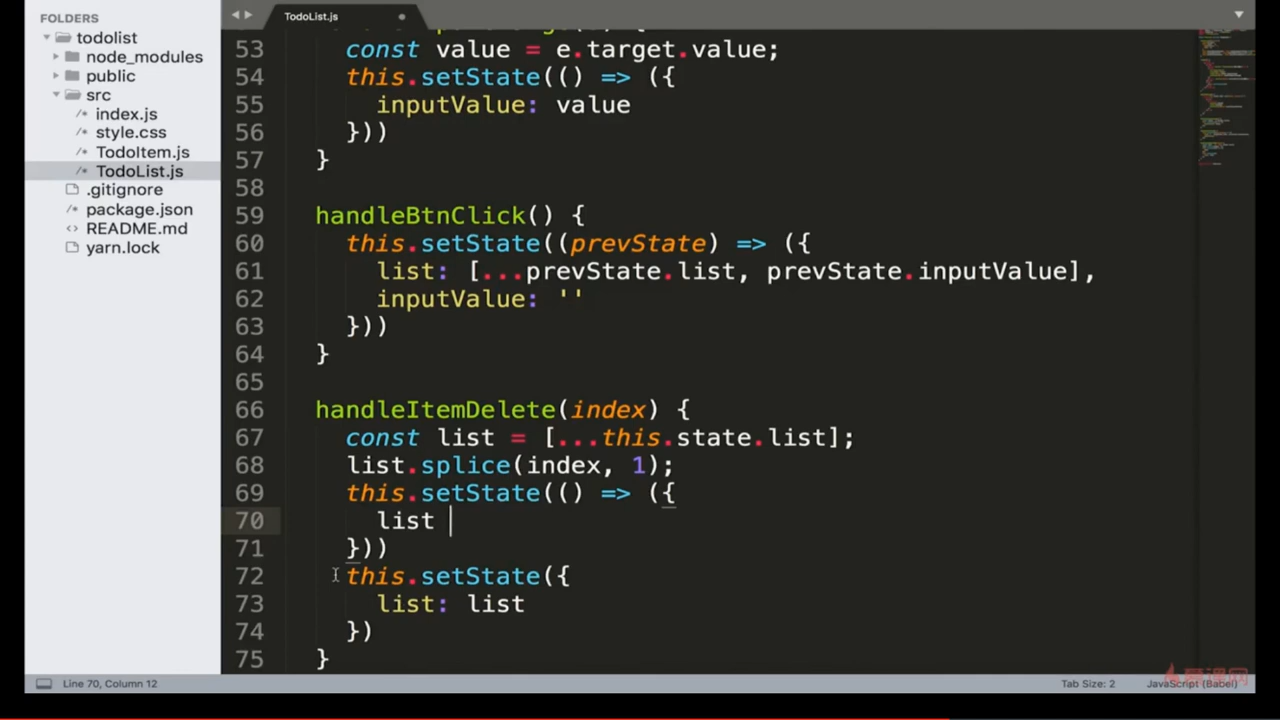 FOLDERS
todolist
node_modules
public
src
index.js
style.css
TodoItem.js
TodoList.js
.gitignore
package.json
README.md
yarn.lock
TodoList.js
53 const value = e.target.value;
54 this.setState(() => ({
55 inputValue: value
56 }))
57 }
58
59 handleBtnClick() {
60 this.setState((prevState) => ({
61 list: [...prevState.list, prevState.inputValue],
62 inputValue: ''
63 }))
64 }
65
66 handleItemDelete(index) {
67 const list = [...this.state.list];
68 list.splice(index, 1);
69 this.setState(() => ({
70 list
71 }))
72 this.setState({
73 list: list
74 })
75 }
Line 70, Column 12
Tab Size: 2
JavaScript (Babel)